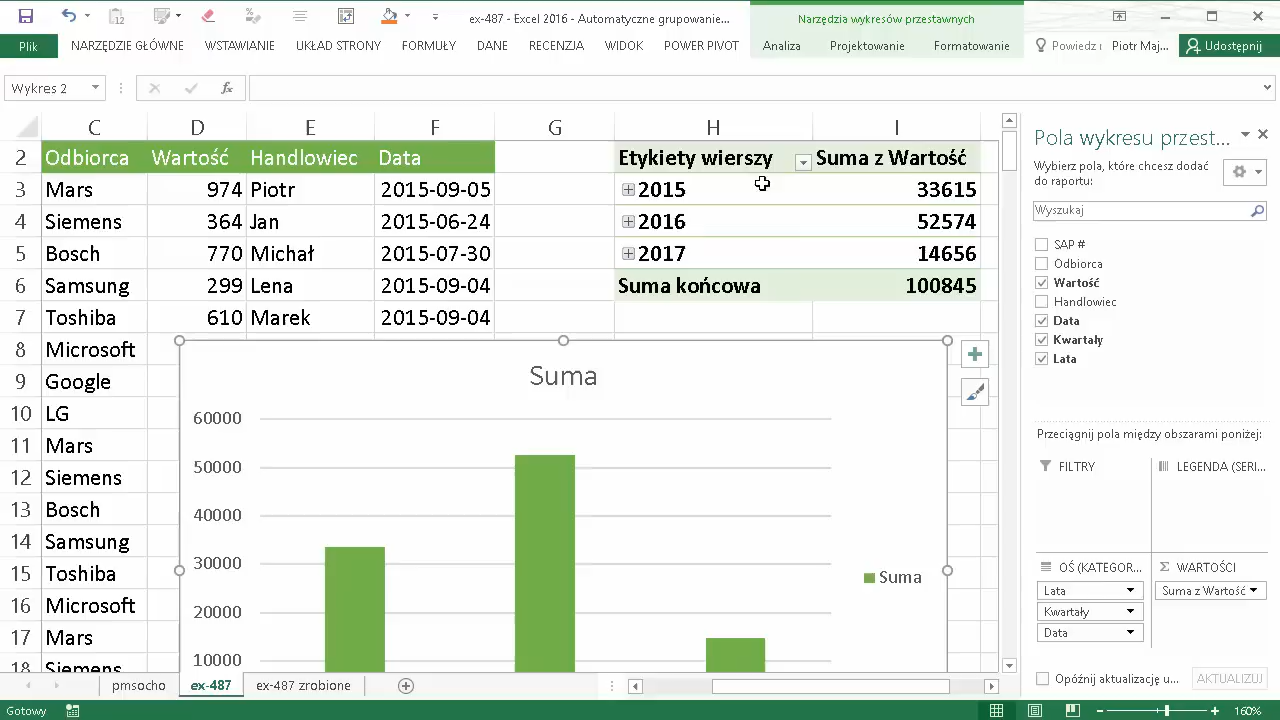 ex-487 - Excel 2016 - Automatyczne grupowanie...
Narzędzia wykresów przestawnych
Plik
NARZĘDZIE GŁÓWNE
WSTAWIANIE
UKŁAD STRONY
FORMUŁY
DANE
RECENZJA
WIDOK
POWER PIVOT
Analiza
Projektowanie
Formatowanie
Powiedz
Piotr Maj...
Udostępnij
Wykres 2
fx
C D E F G H I
2 Odbiorca Wartość Handlowiec Data Etykiety wierszy Suma z Wartość
3 Mars 974 Piotr 2015-09-05 2015 33615
4 Siemens 364 Jan 2015-06-24 2016 52574
5 Bosch 770 Michał 2015-07-30 2017 14656
6 Samsung 299 Lena 2015-09-04 Suma końcowa 100845
7 Toshiba 610 Marek 2015-09-04
8 Microsoft
9 Google
10 LG
11 Mars
12 Siemens
13 Bosch
14 Samsung
15 Toshiba
16 Microsoft
17 Mars
18 Siemens
Suma
60000
50000
40000
30000
20000
10000
Suma
Pola wykresu przest...
Wybierz pola, które chcesz dodać
do raportu:
Wyszukaj
SAP #
Odbiorca
Wartość
Handlowiec
Data
Kwartały
Lata
Przeciągnij pola między obszarami poniżej:
FILTRY
LEGENDA (SERI...
OŚ (KATEGOR...
WARTOŚCI
Lata
Kwartały
Data
Suma z Wartość
Opóźnij aktualizację u...
AKTUALIZUJ
pmsocho
ex-487
ex-487 zrobione
Gotowy
160%